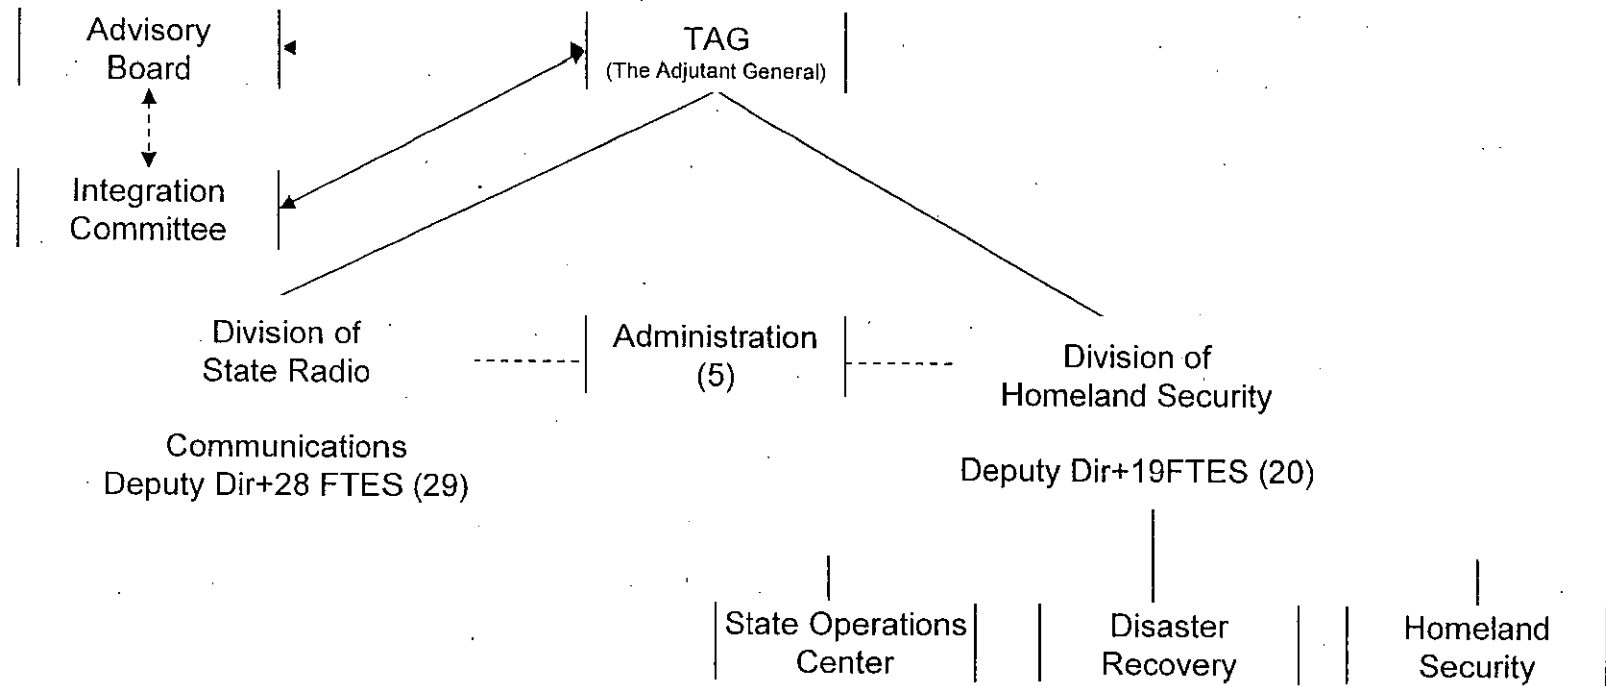 Advisory
Board
TAG
(The Adjutant General)
Integration
Committee
Division of
State Radio
Administration
(5)
Division of
Homeland Security
Communications
Deputy Dir+28 FTES (29)
Deputy Dir+19FTES (20)
State Operations
Center
Disaster
Recovery
Homeland
Security